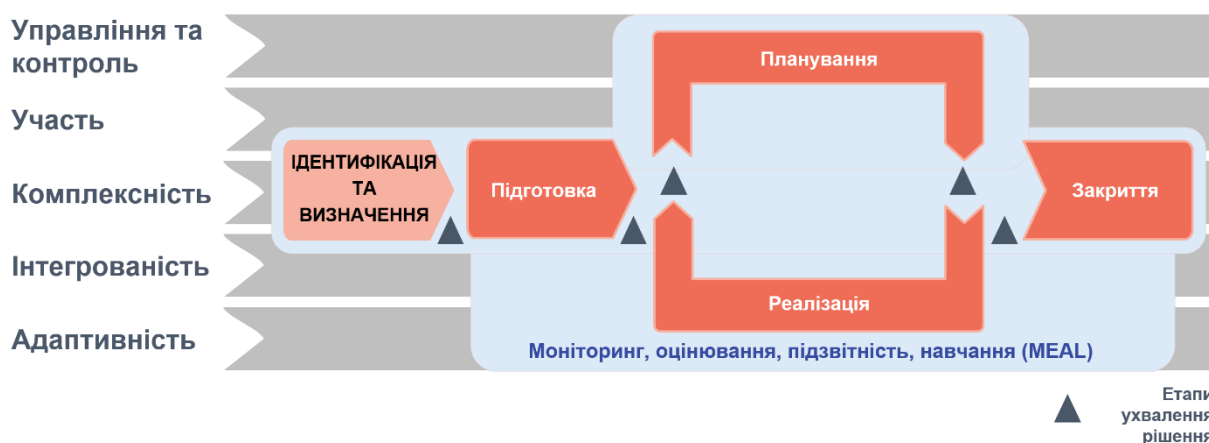 Управління та
контроль
Участь
Комплексність
Інтегрованість
Адаптивність
Планування
ІДЕНТИФІКАЦІЯ
ТА
ВИЗНАЧЕННЯ
Підготовка
Закриття
Реалізація
Моніторинг, оцінювання, підзвітність, навчання (MEAL)
Етапи
ухвалення
рішення